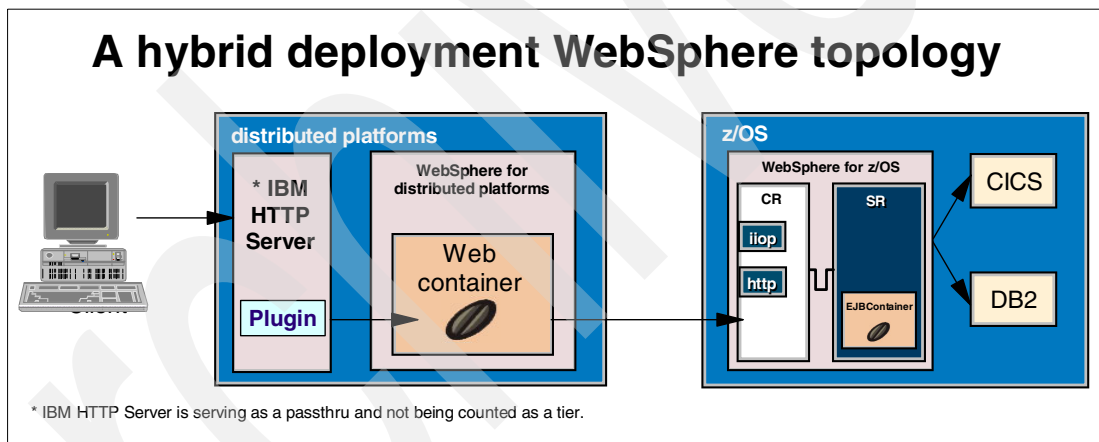 A hybrid deployment WebSphere topology
distributed platforms
* IBM
HTTP
Server
Plugin
WebSphere for
distributed platforms
Web
container
z/OS
WebSphere for z/OS
CR
iiop
http
SR
EJBContainer
CICS
DB2
Client
* IBM HTTP Server is serving as a passthru and not being counted as a tier.